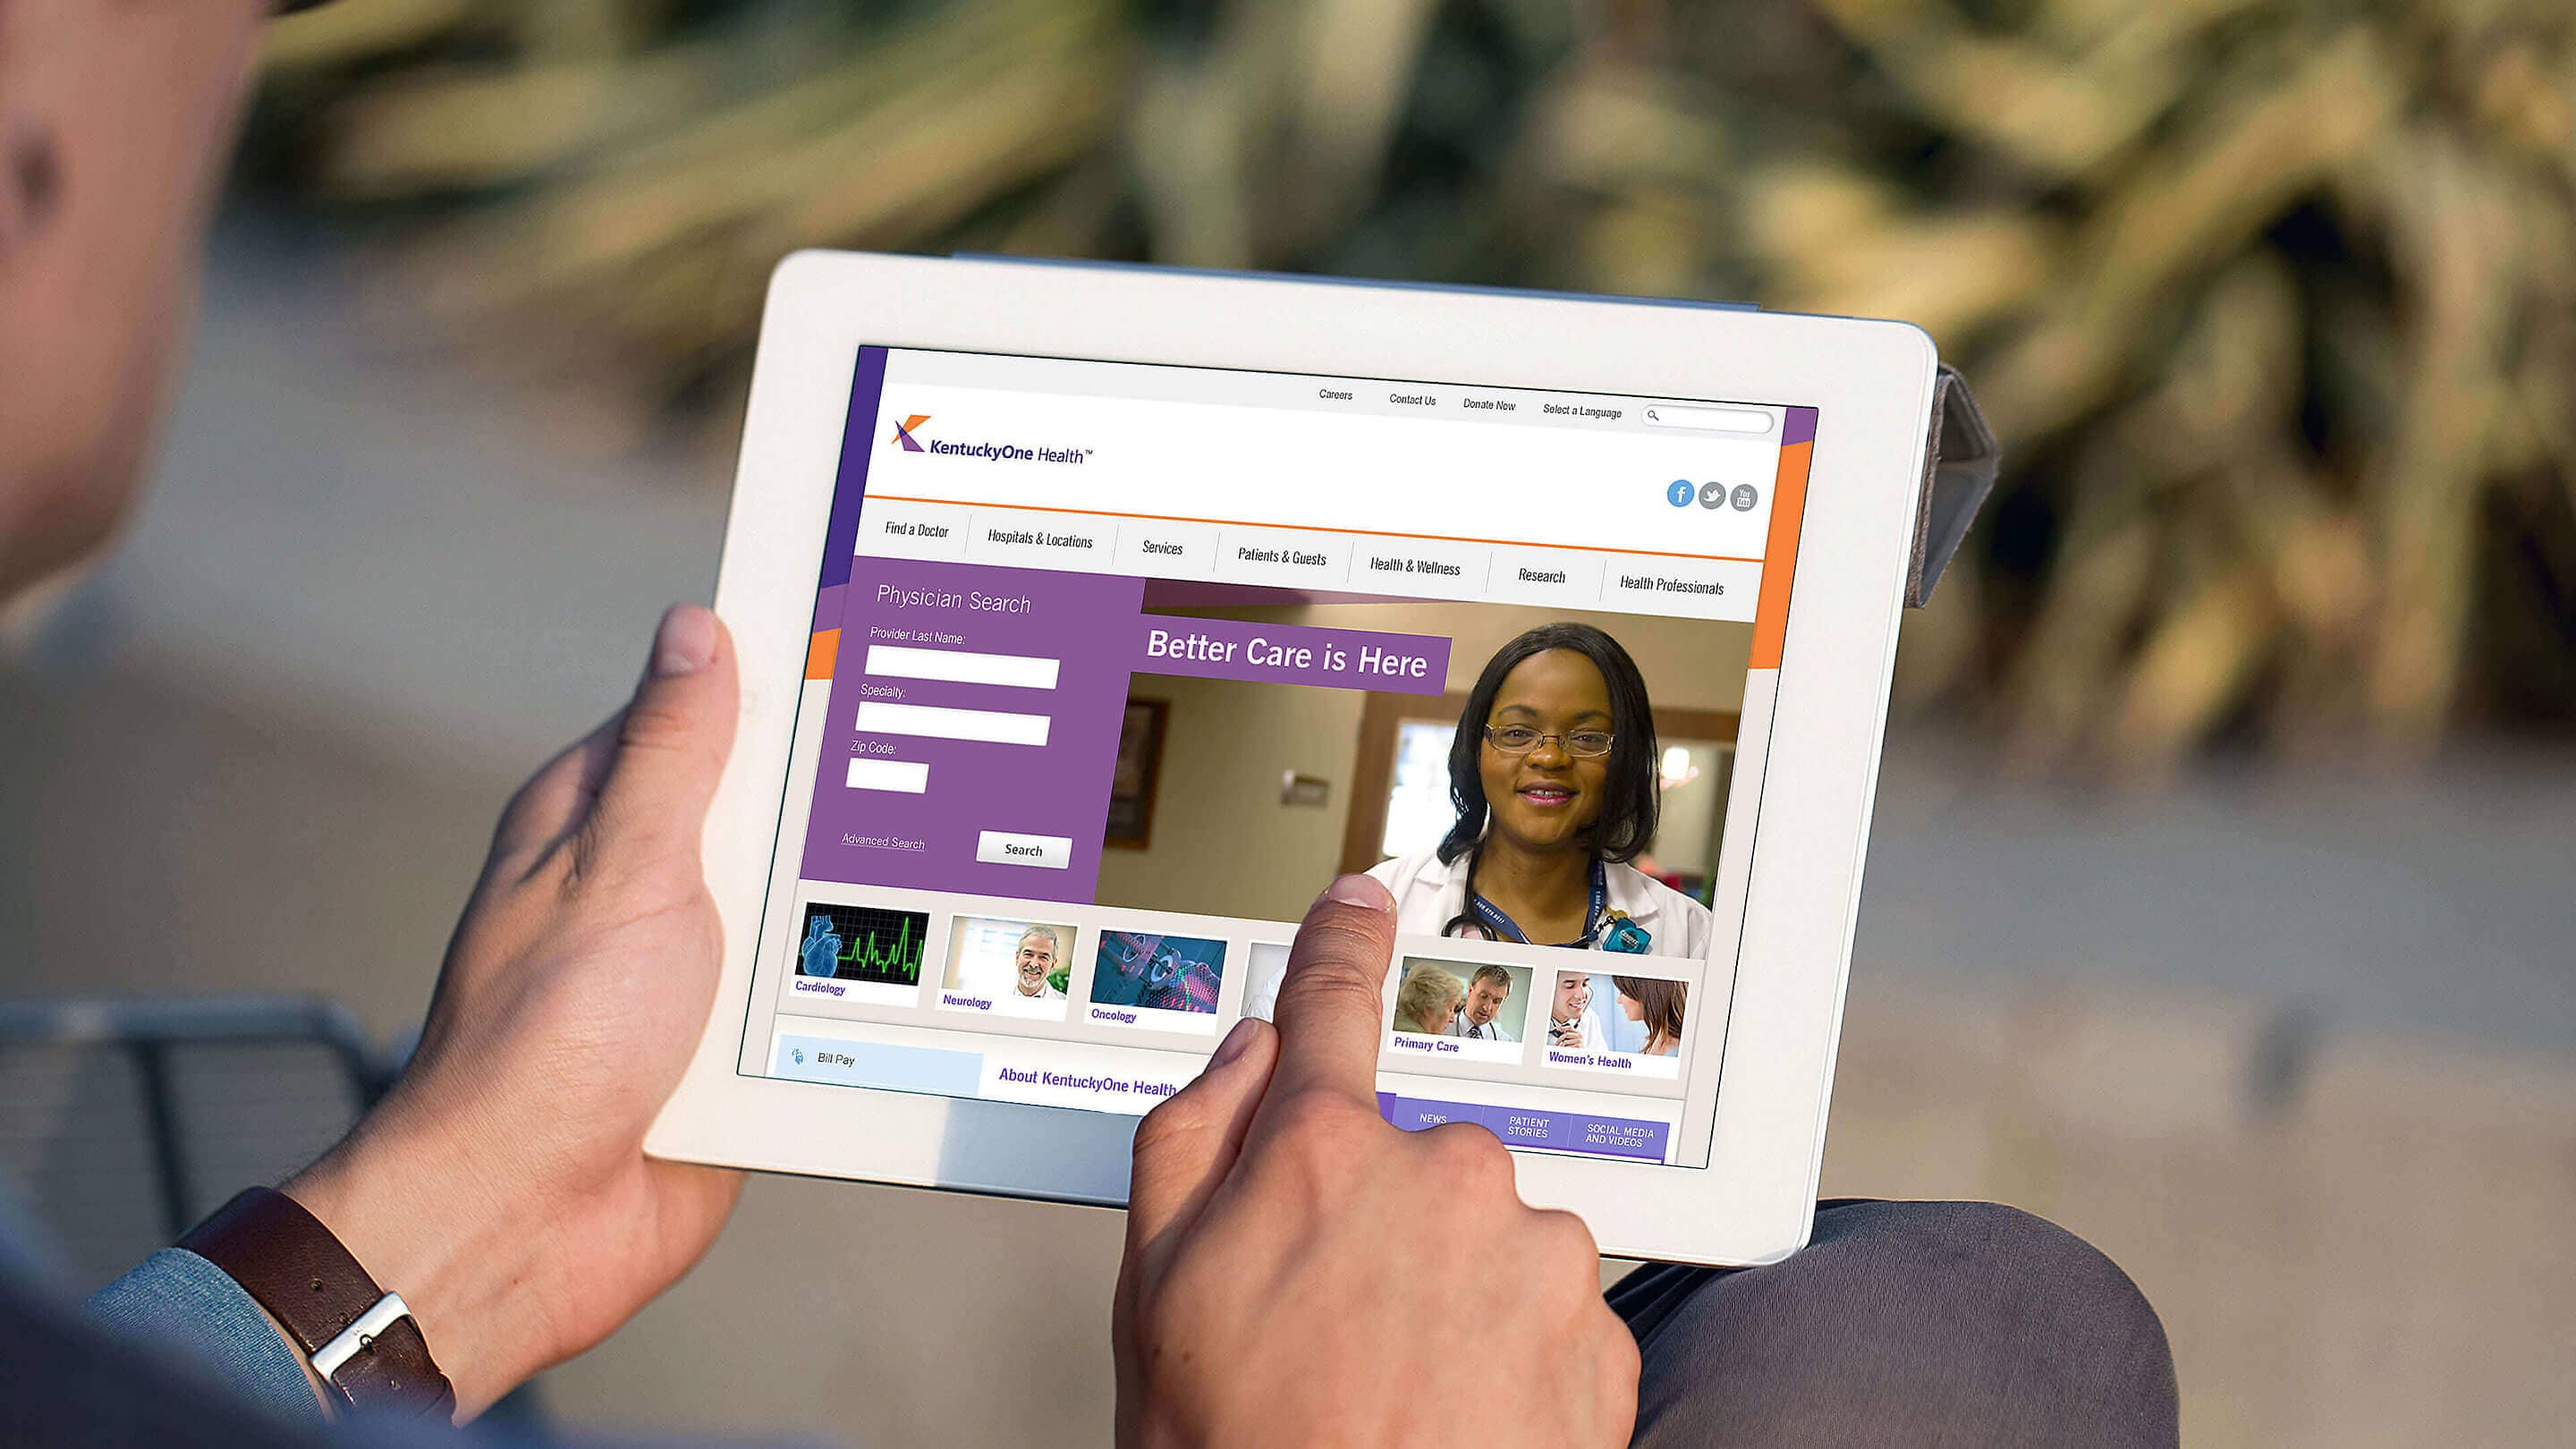 Careers
Contact Us
Donate Now
Select a Language
KentuckyOne Health™
f
You
Tube
Find a Doctor
Hospitals & Locations
Services
Patients & Guests
Health & Wellness
Research
Health Professionals
Physician Search
Provider Last Name:
Specialty:
Zip Code:
Advanced Search
Search
Better Care is Here
Cardiology
Neurology
Oncology
Primary Care
Women's Health
Bill Pay
About KentuckyOne Health
NEWS
PATIENT
STORIES
SOCIAL MEDIA
AND VIDEOS